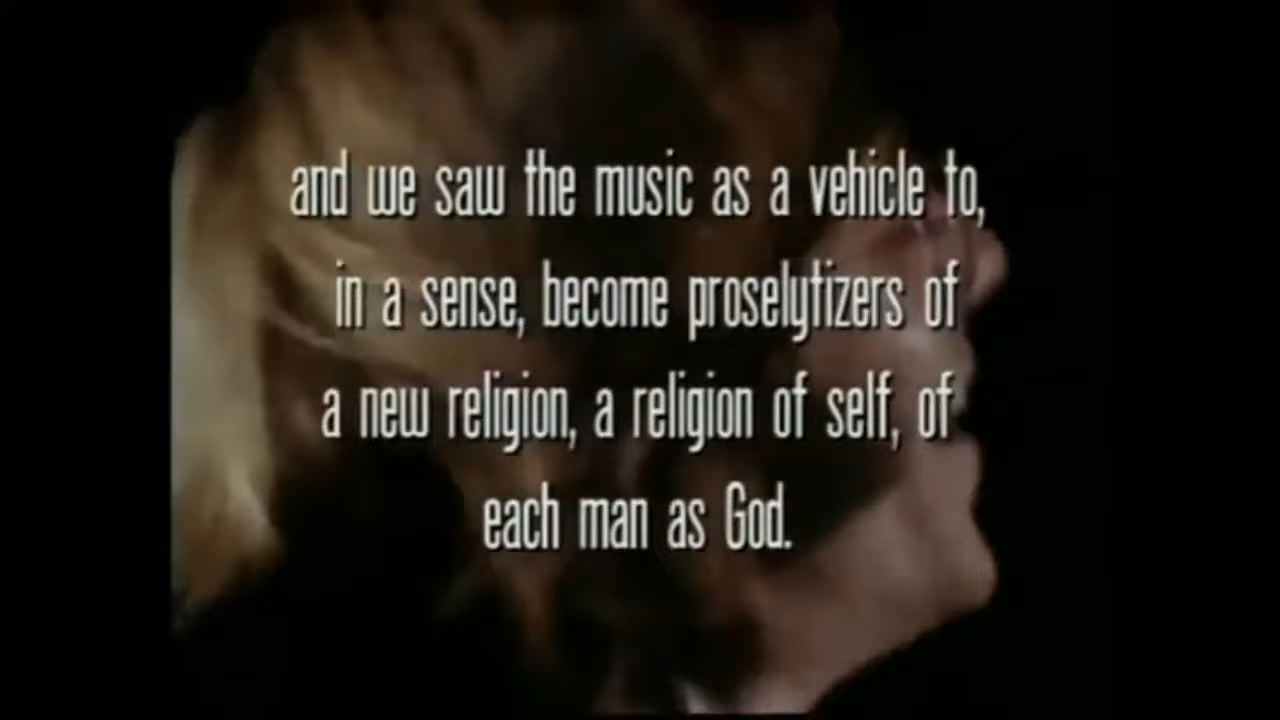 and we saw the music as a vehicle to,
in a sense, become proselytizers of
a new religion, a religion of self, of
each man as God.